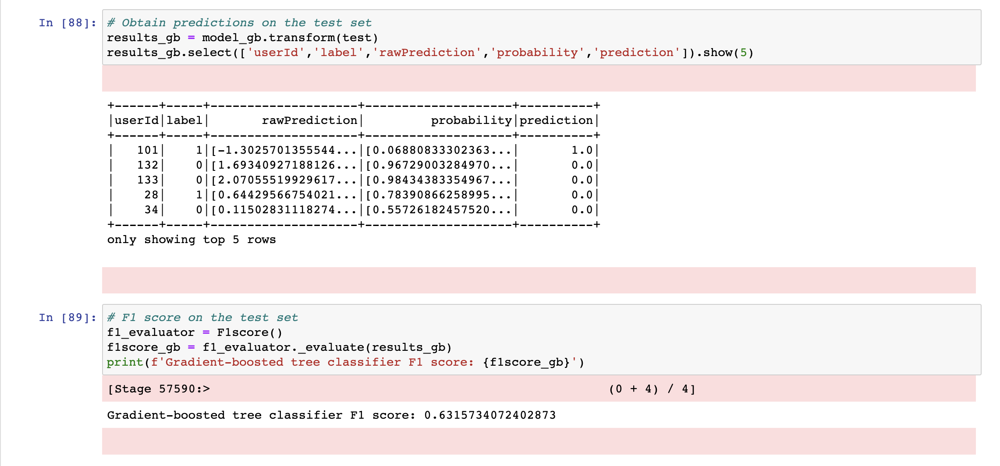 In [88]: # Obtain predictions on the test set
results_gb = model_gb.transform(test)
results_gb.select(['userId','label','rawPrediction','probability','prediction']).show(5)
+------+-----+--------------------+--------------------+----------+
|userId|label|       rawPrediction|         probability|prediction|
+------+-----+--------------------+--------------------+----------+
|   101|    1|[-1.3025701355544...|[0.06880833302363...|       1.0|
|   132|    0|[1.69340927188126...|[0.96729003284970...|       0.0|
|   133|    0|[2.07055519929617...|[0.98434383354967...|       0.0|
|    28|    1|[0.64429566754021...|[0.78390866258995...|       0.0|
|    34|    0|[0.11502831118274...|[0.55726182457520...|       0.0|
+------+-----+--------------------+--------------------+----------+
only showing top 5 rows
In [89]: # F1 score on the test set
f1_evaluator = F1score()
f1score_gb = f1_evaluator._evaluate(results_gb)
print(f'Gradient-boosted tree classifier F1 score: {f1score_gb}')
[Stage 57590:>                                                      (0 + 4) / 4]
Gradient-boosted tree classifier F1 score: 0.6315734072402873